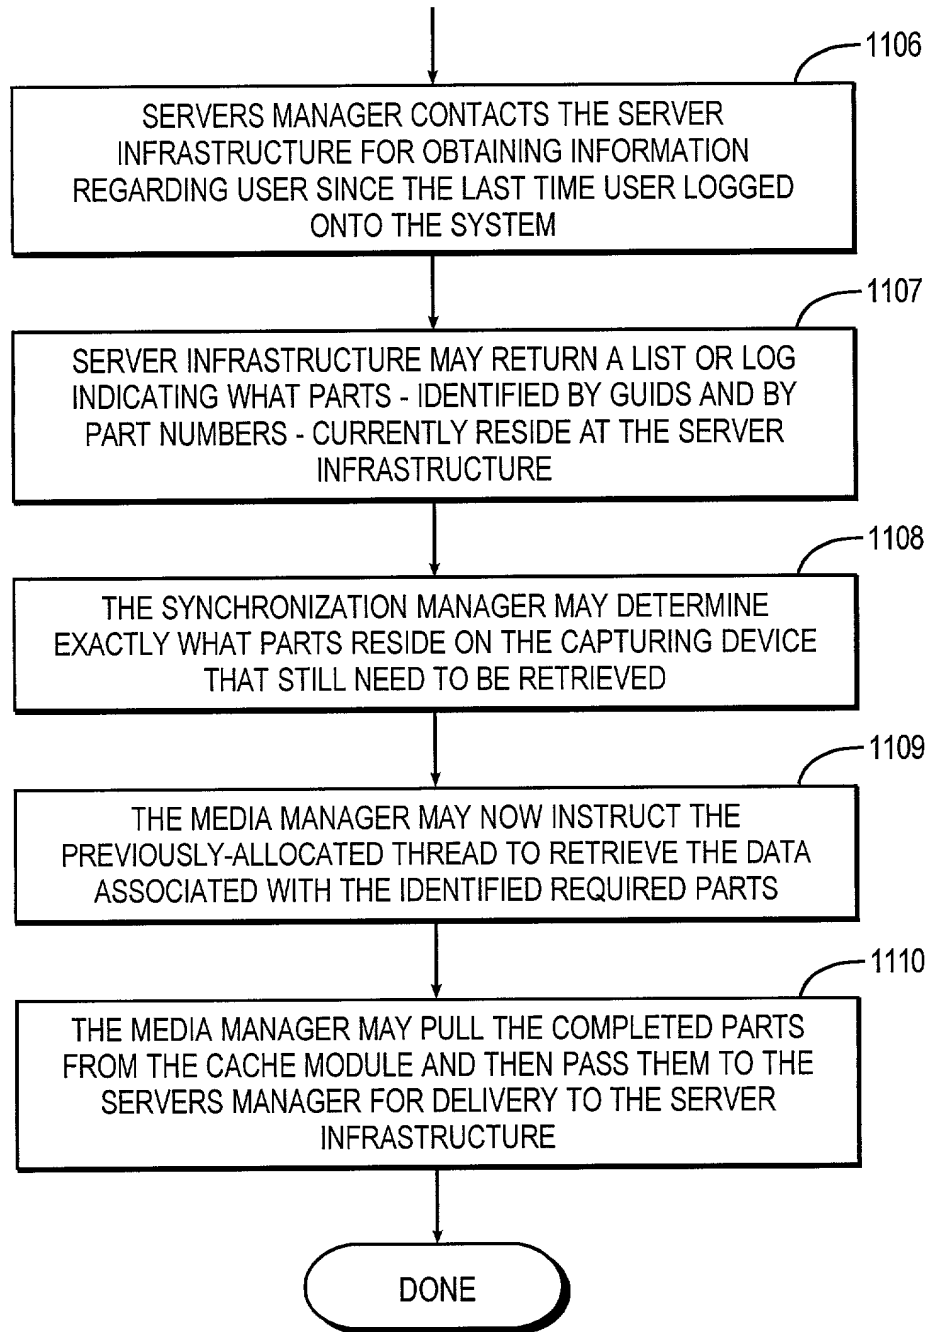 1106
SERVERS MANAGER CONTACTS THE SERVER
INFRASTRUCTURE FOR OBTAINING INFORMATION
REGARDING USER SINCE THE LAST TIME USER LOGGED
ONTO THE SYSTEM
1107
SERVER INFRASTRUCTURE MAY RETURN A LIST OR LOG
INDICATING WHAT PARTS - IDENTIFIED BY GUIDS AND BY
PART NUMBERS - CURRENTLY RESIDE AT THE SERVER
INFRASTRUCTURE
1108
THE SYNCHRONIZATION MANAGER MAY DETERMINE
EXACTLY WHAT PARTS RESIDE ON THE CAPTURING DEVICE
THAT STILL NEED TO BE RETRIEVED
1109
THE MEDIA MANAGER MAY NOW INSTRUCT THE
PREVIOUSLY-ALLOCATED THREAD TO RETRIEVE THE DATA
ASSOCIATED WITH THE IDENTIFIED REQUIRED PARTS
1110
THE MEDIA MANAGER MAY PULL THE COMPLETED PARTS
FROM THE CACHE MODULE AND THEN PASS THEM TO THE
SERVERS MANAGER FOR DELIVERY TO THE SERVER
INFRASTRUCTURE
DONE